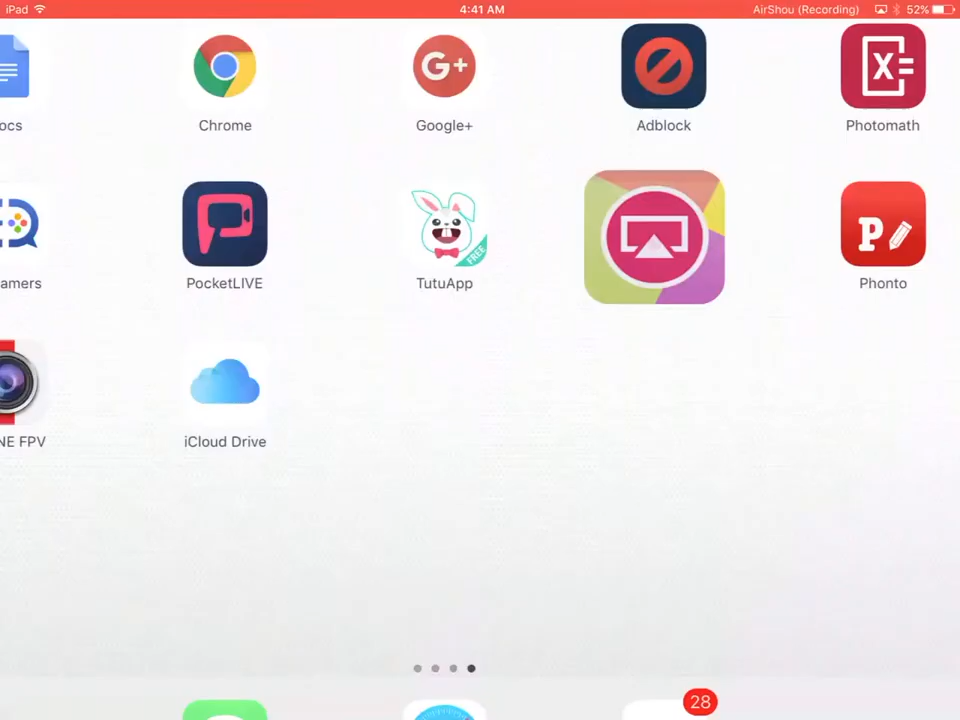 iPad 4:41 AM AirShou (Recording) 52%
ocs Chrome Google+ Adblock Photomath
G+ X=
amers PocketLIVE TutuApp Phonto
FREE P
NE FPV iCloud Drive
28